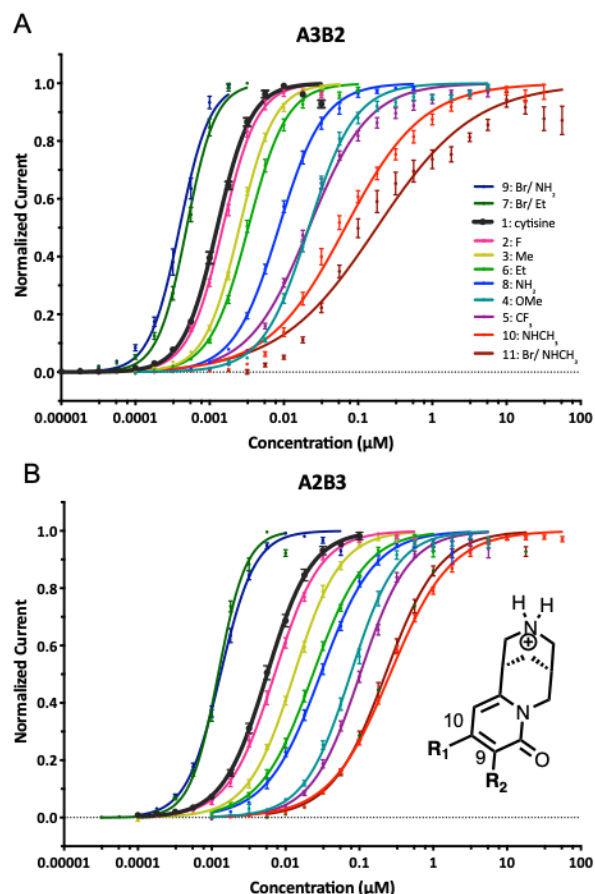 A
A3B2
Normalized Current
1.0
0.8
0.6
0.4
0.2
0.0
9: Br/ NH₂
7: Br/ Et
1: cytisine
2: F
3: Me
6: Et
8: NH₂
4: OMe
5: CF₃
10: NHCH₃
11: Br/ NHCH₃
0.00001 0.0001 0.001 0.01 0.1 1 10 100
Concentration (µM)
B
A2B3
Normalized Current
1.0
0.8
0.6
0.4
0.2
0.0
H H
N
10
N
R₁
9
O
R₂
0.00001 0.0001 0.001 0.01 0.1 1 10 100
Concentration (µM)